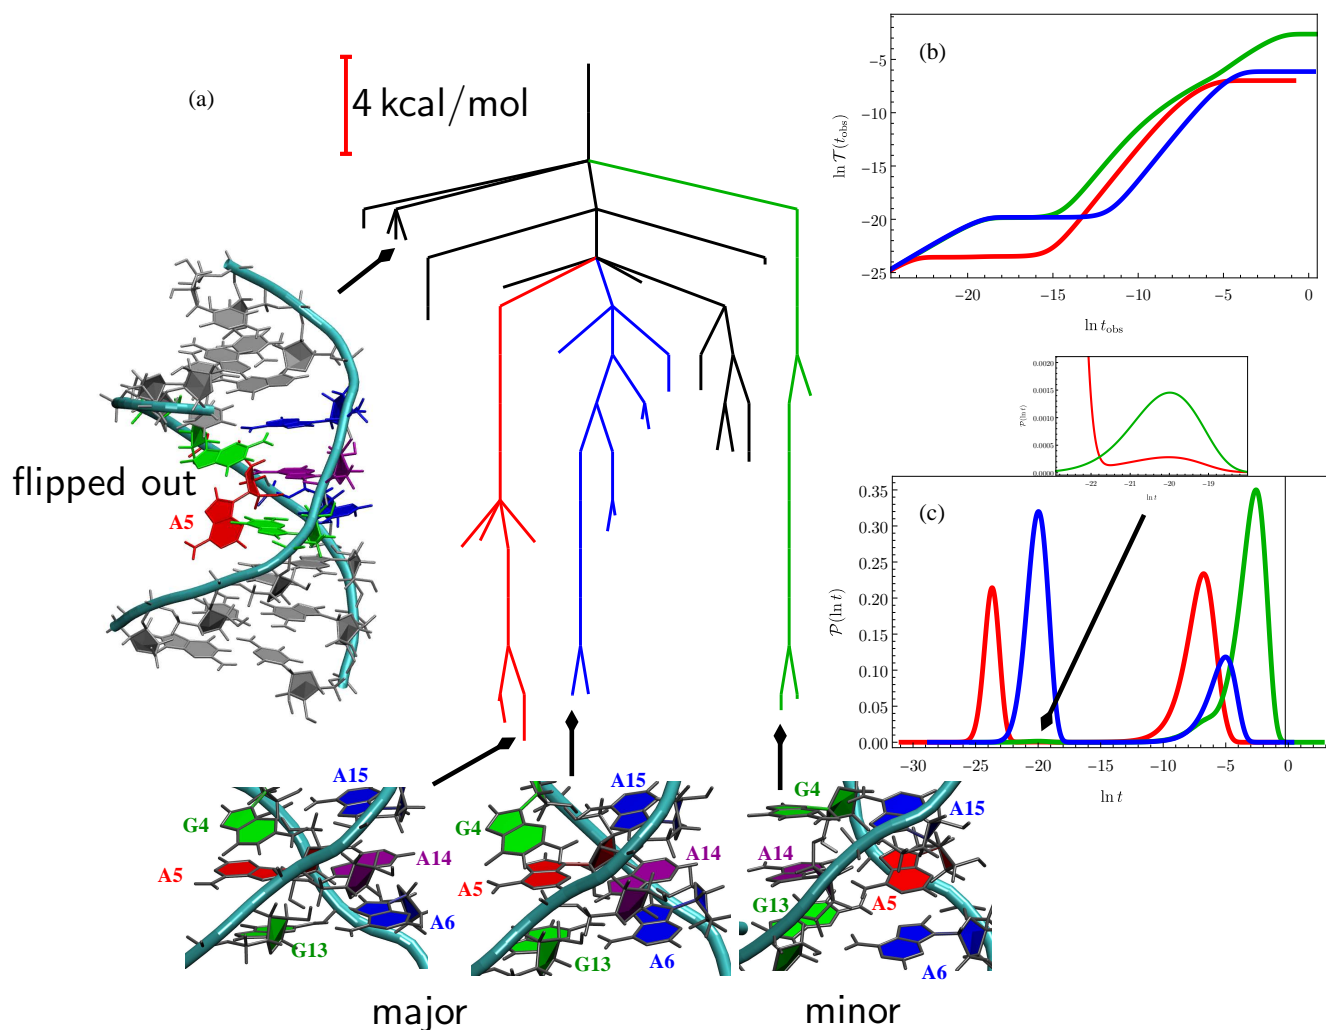 (a)
4 kcal/mol
flipped out
A5
(b)
ln 𝒯(t_obs)
−5
−10
−15
−20
−25
−20
−15
−10
−5
0
ln t_obs
𝒫(ln t)
0.0020
0.0015
0.0010
0.0005
0.0000
−22
−21
−20
−19
ln t
(c)
𝒫(ln t)
0.35
0.30
0.25
0.20
0.15
0.10
0.05
0.00
−30
−25
−20
−15
−10
−5
0
ln t
A15
G4
A14
A5
A6
G13
A15
G4
A14
A5
G13
A6
G4
A15
A14
A5
G13
A6
major
minor